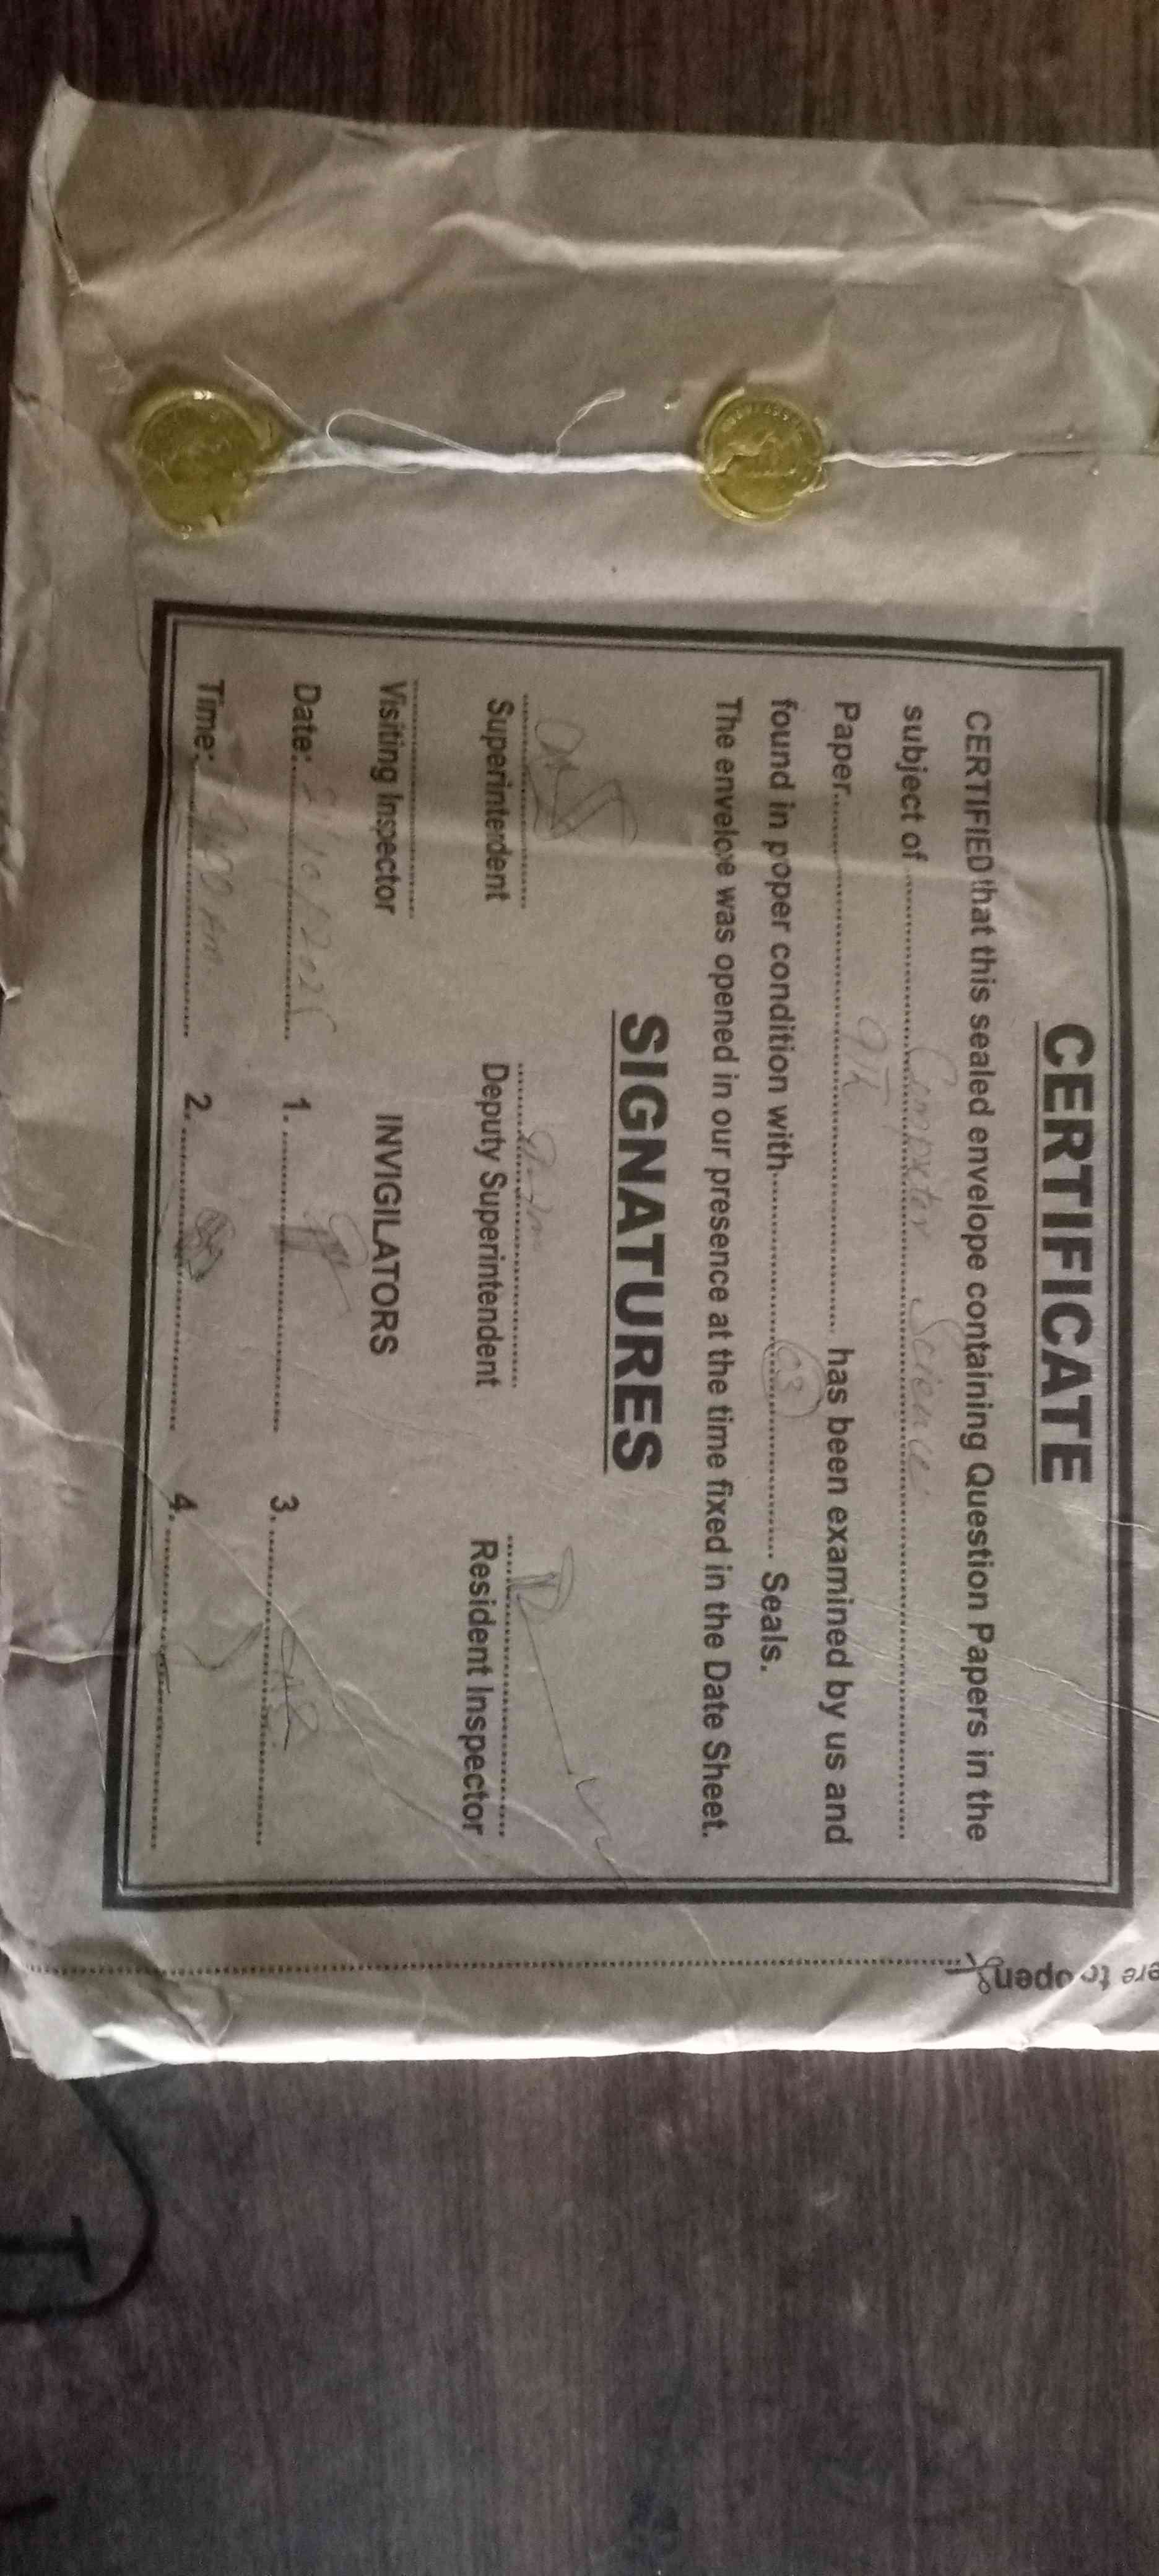 CERTIFICATE
CERTIFIED that this sealed envelope containing Question Papers in the
subject of ........ Computer Science ........
Paper........ 9th ........ has been examined by us and
found in poper condition with........ 03 ........ Seals.
The envelope was opened in our presence at the time fixed in the Date Sheet.
SIGNATURES
Superintendent Deputy Superintendent Resident Inspector
Visiting Inspector INVIGILATORS
Date:........ /2025 1. ........ 3. ........
Time:........ 2. ........ 4. ........
ere to open